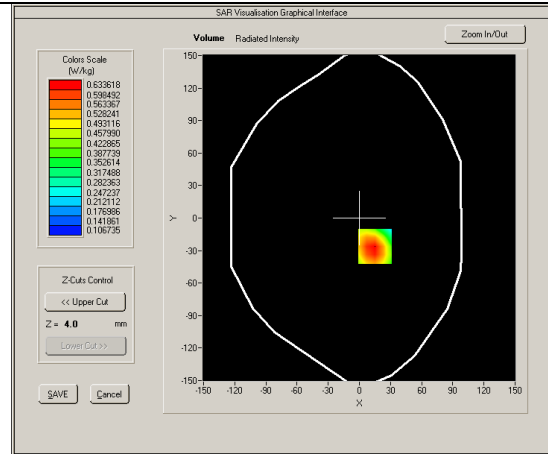 SAR Visualisation Graphical Interface
Volume Radiated Intensity
Zoom In/Out
Colors Scale
(W/kg)
0.633618
0.598492
0.563367
0.528241
0.493116
0.457990
0.422865
0.387739
0.352614
0.317488
0.282363
0.247237
0.212112
0.176986
0.141861
0.106735
Z-Cuts Control
<< Upper Cut
Z = 4.0 mm
Lower Cut >>
SAVE Cancel
150
120
90
60
30
0
-30
-60
-90
-120
-150
Y
-150 -120 -90 -60 -30 0 30 60 90 120 150
X